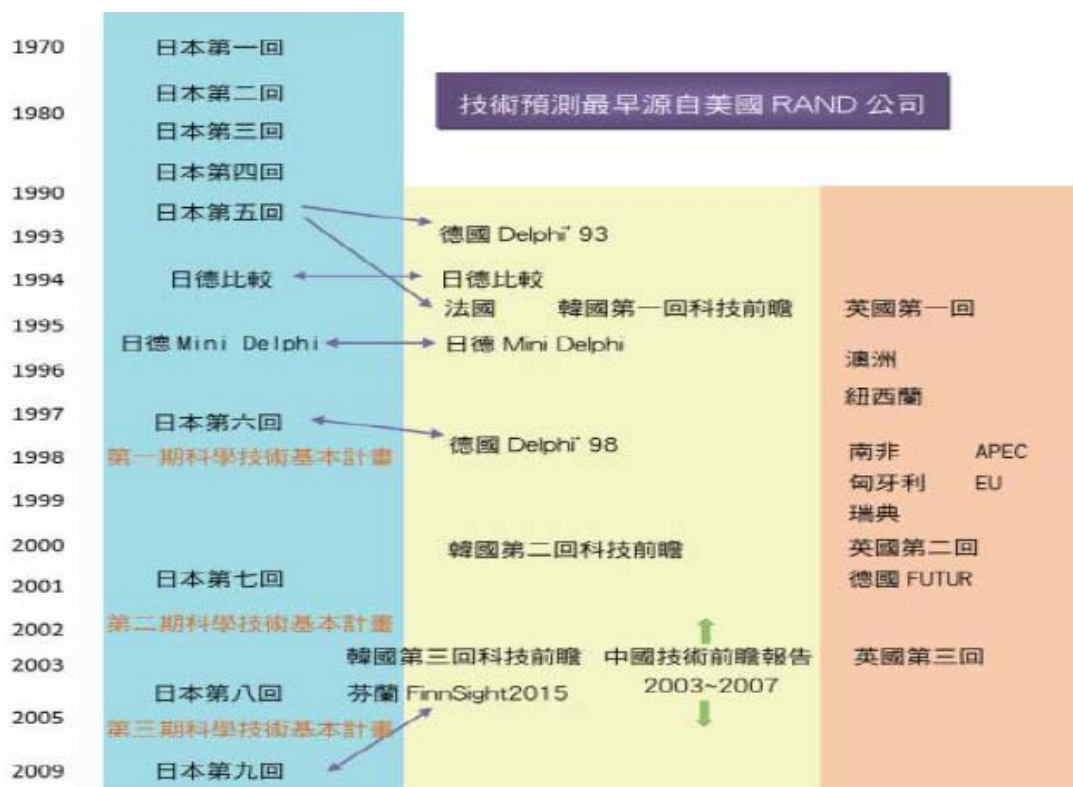 1970 日本第一回
日本第二回
技術預測最早源自美國 RAND 公司
1980
日本第三回
日本第四回
1990
日本第五回
1993 德國 Delphi' 93
1994 日德比較 日德比較
法國 韓國第一回科技前瞻 英國第一回
1995
日德 Mini Delphi 日德 Mini Delphi
澳洲
1996
紐西蘭
1997
日本第六回
德國 Delphi' 98
1998 第一期科學技術基本計畫 南非 APEC
匈牙利 EU
1999
瑞典
2000 韓國第二回科技前瞻 英國第二回
2001 日本第七回 德國 FUTUR
2002 第二期科學技術基本計畫
2003 韓國第三回科技前瞻 中國技術前瞻報告 英國第三回
2003~2007
日本第八回 芬蘭 FinnSight2015
2005
第三期科學技術基本計畫
2009 日本第九回